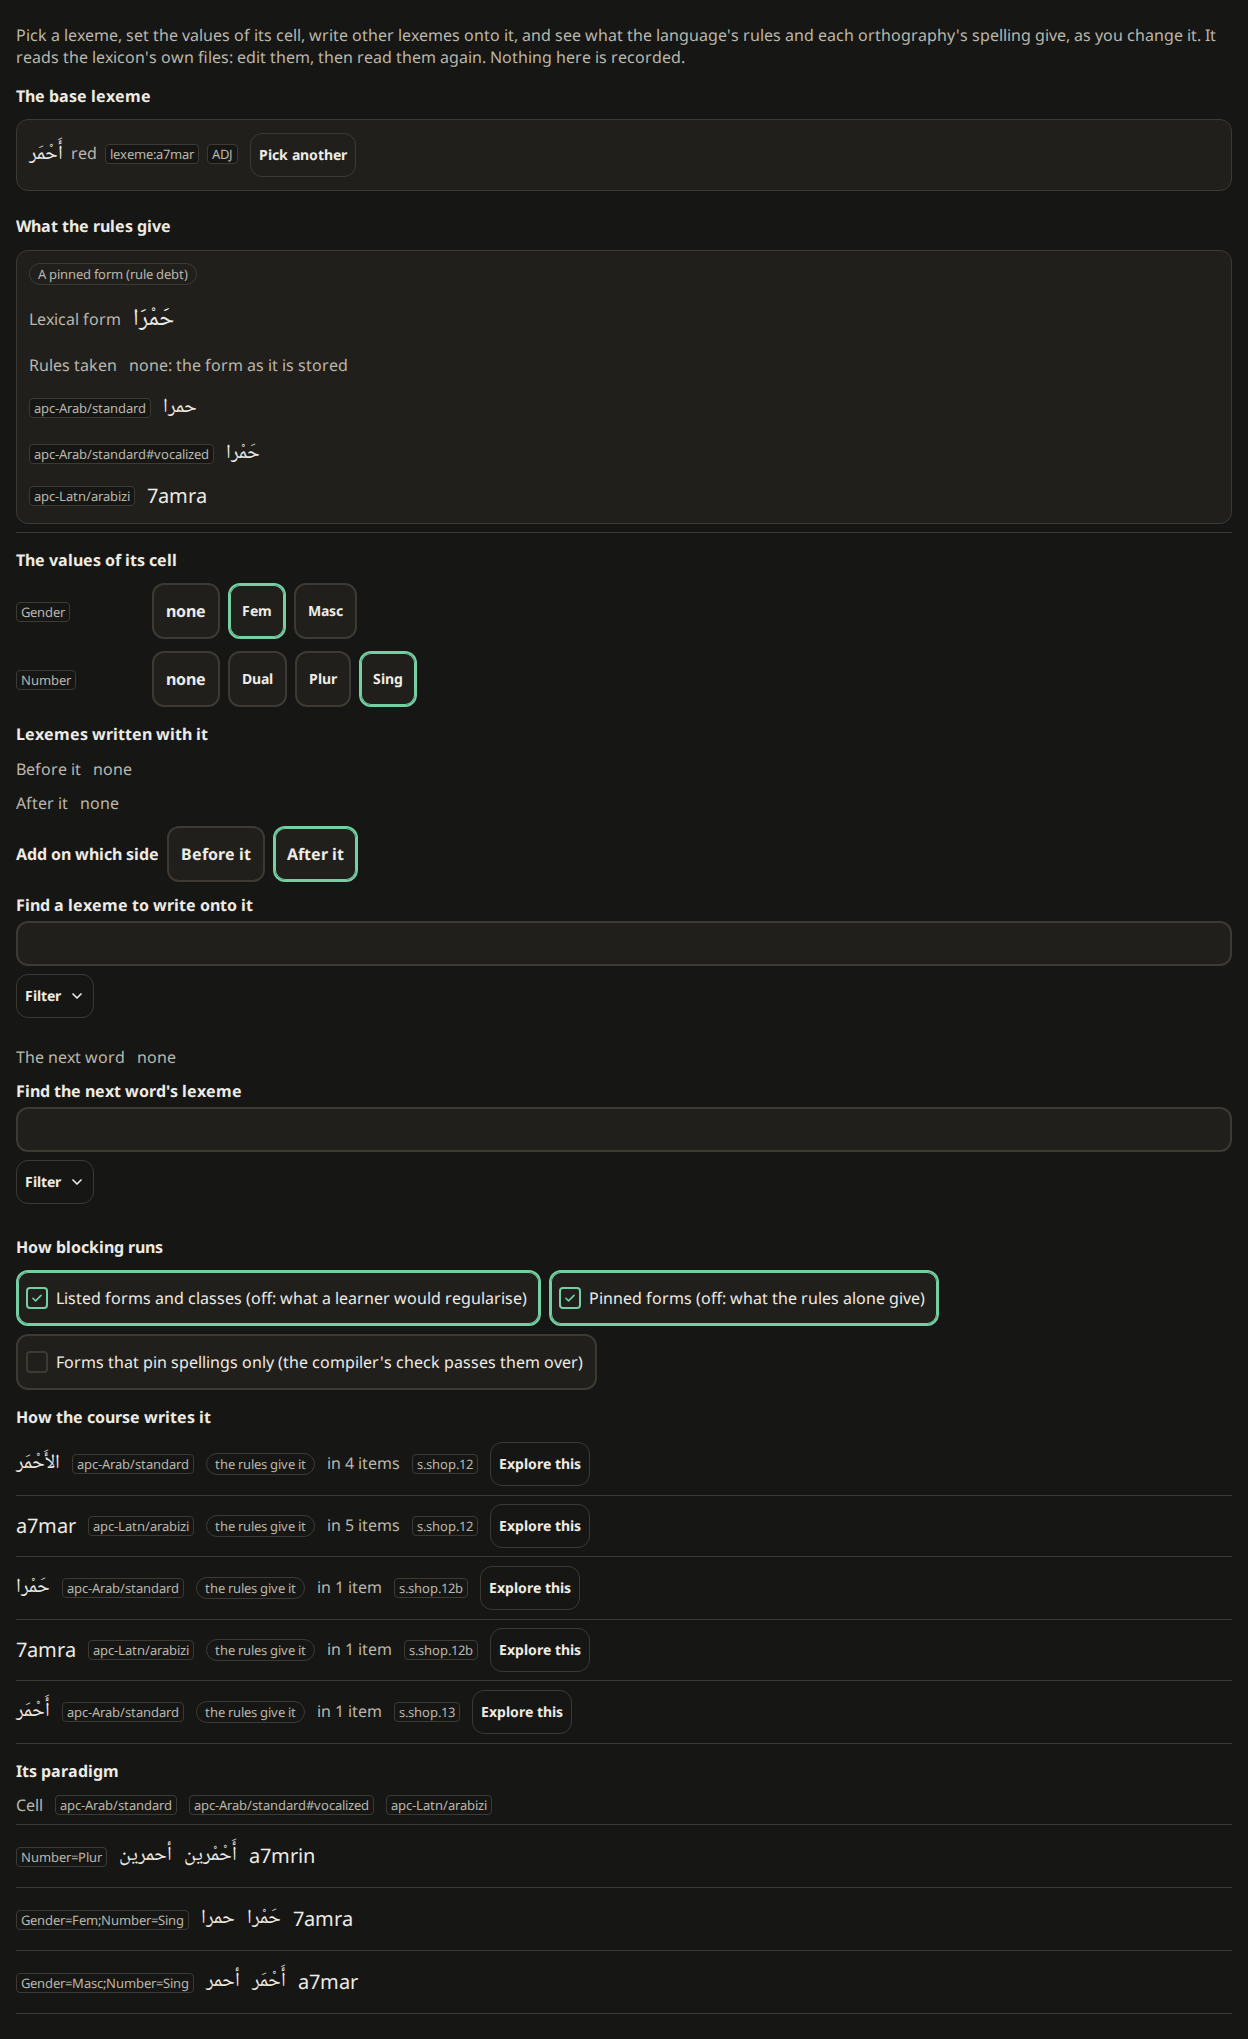 Pick a lexeme, set the values of its cell, write other lexemes onto it, and see what the language's rules and each orthography's spelling give, as you change it. It
reads the lexicon's own files: edit them, then read them again. Nothing here is recorded.
The base lexeme
أَحْمَر red lexeme:a7mar ADJ Pick another
What the rules give
A pinned form (rule debt)
Lexical form حَمْرَا
Rules taken none: the form as it is stored
apc-Arab/standard حمرا
apc-Arab/standard#vocalized حَمْرا
apc-Latn/arabizi 7amra
The values of its cell
Gender none Fem Masc
Number none Dual Plur Sing
Lexemes written with it
Before it none
After it none
Add on which side Before it After it
Find a lexeme to write onto it
Filter
The next word none
Find the next word's lexeme
Filter
How blocking runs
Listed forms and classes (off: what a learner would regularise) Pinned forms (off: what the rules alone give)
Forms that pin spellings only (the compiler's check passes them over)
How the course writes it
الأَحْمَر apc-Arab/standard the rules give it in 4 items s.shop.12 Explore this
a7mar apc-Latn/arabizi the rules give it in 5 items s.shop.12 Explore this
حَمْرا apc-Arab/standard the rules give it in 1 item s.shop.12b Explore this
7amra apc-Latn/arabizi the rules give it in 1 item s.shop.12b Explore this
أَحْمَر apc-Arab/standard the rules give it in 1 item s.shop.13 Explore this
Its paradigm
Cell apc-Arab/standard apc-Arab/standard#vocalized apc-Latn/arabizi
Number=Plur أحمرين أَحْمْرين a7mrin
Gender=Fem;Number=Sing حمرا حَمْرا 7amra
Gender=Masc;Number=Sing أحمر أَحْمَر a7mar